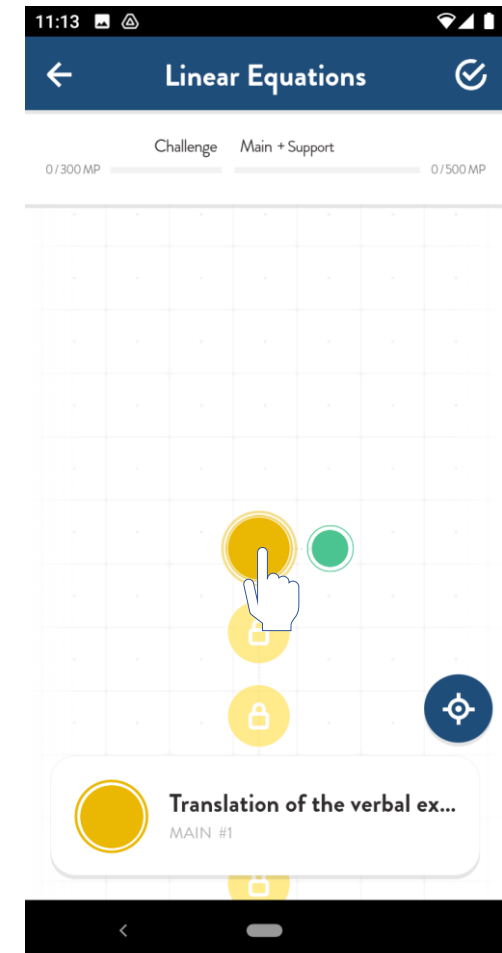 11:13
Linear Equations
Challenge Main + Support
0/300 MP 0/500 MP
Translation of the verbal ex...
MAIN #1